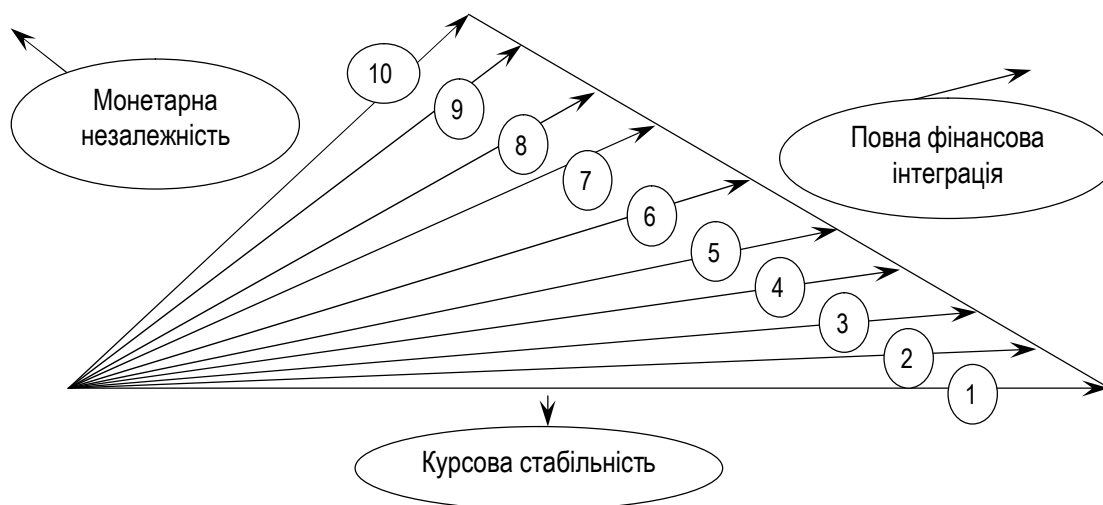 10
Монетарна
незалежність
9
8
Повна фінансова
інтеграція
7
6
5
4
3
2
1
Курсова стабільність